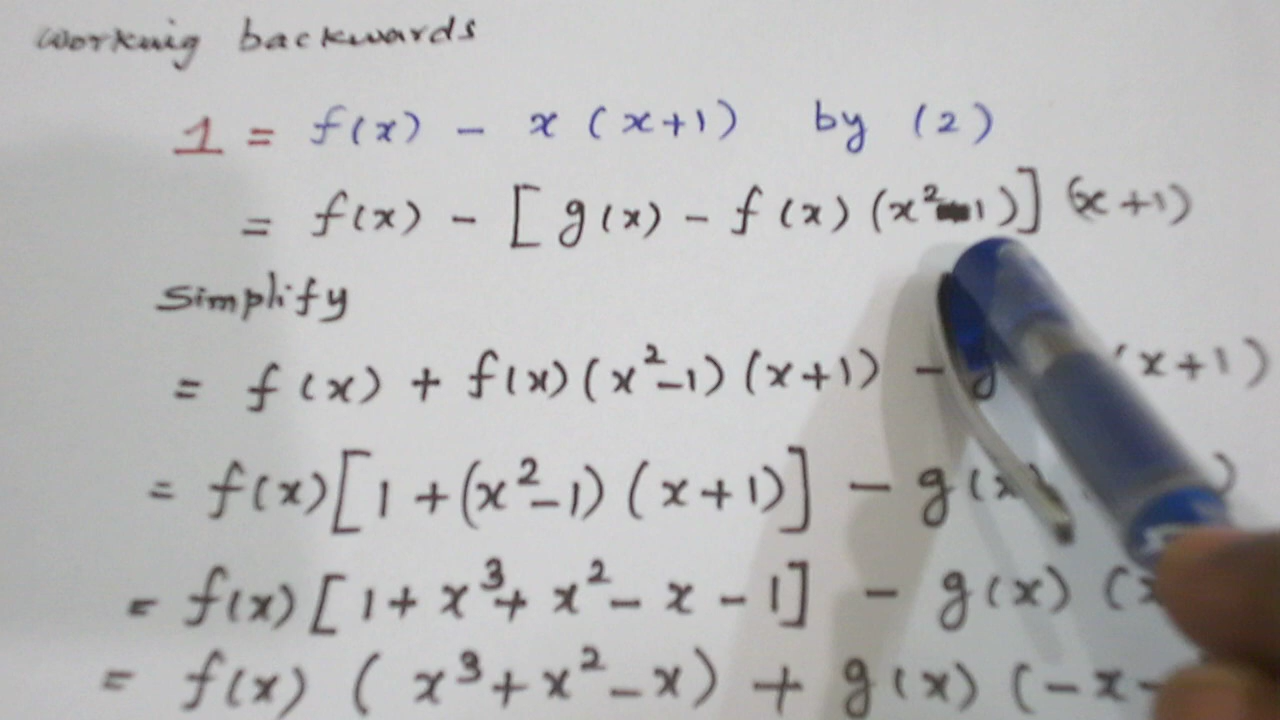 working backwards
1 = f(x) - x (x+1) by (2)
= f(x) - [g(x) - f(x)(x²-1)](x+1)
Simplify
= f(x) + f(x)(x²-1)(x+1) - g (x+1)
= f(x)[1+(x²-1)(x+1)] - g(x) )
= f(x)[1+x³+x²-x-1] - g(x) (x
= f(x) (x³+x²-x) + g(x) (-x-